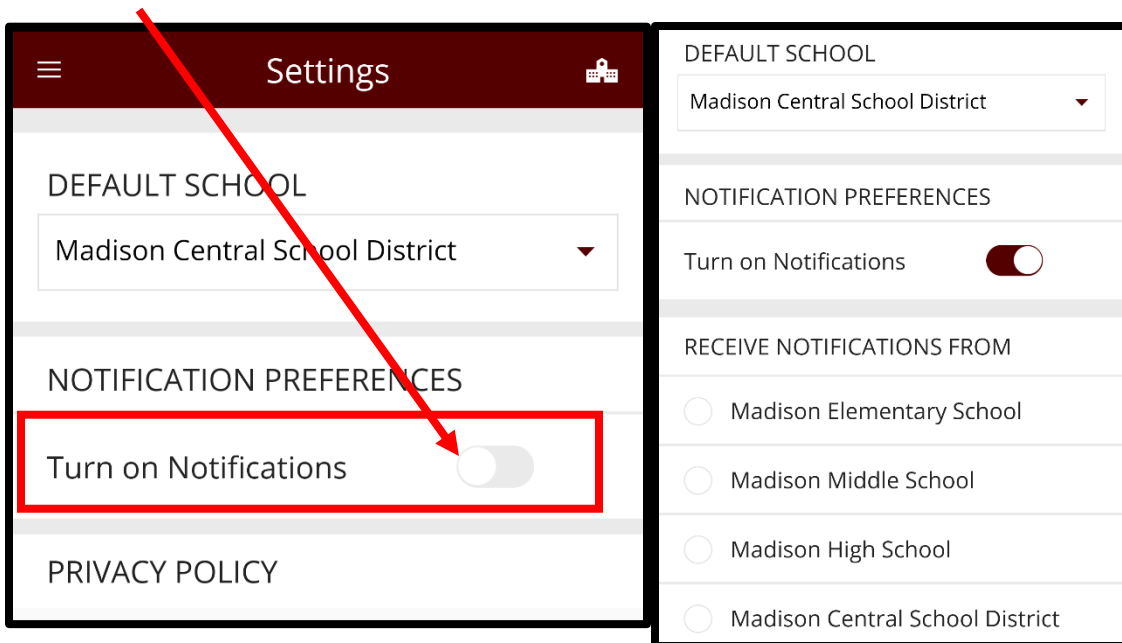 Settings
DEFAULT SCHOOL
Madison Central School District
NOTIFICATION PREFERENCES
Turn on Notifications
PRIVACY POLICY
DEFAULT SCHOOL
Madison Central School District
NOTIFICATION PREFERENCES
Turn on Notifications
RECEIVE NOTIFICATIONS FROM
Madison Elementary School
Madison Middle School
Madison High School
Madison Central School District